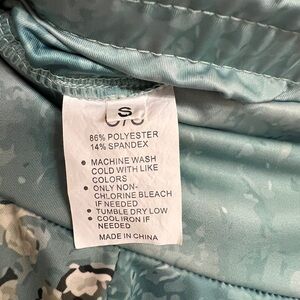 S
86% POLYESTER
14% SPANDEX
• MACHINE WASH
COLD WITH LIKE
COLORS
• ONLY NON-
CHLORINE BLEACH
IF NEEDED
• TUMBLE DRY LOW
• COOL IRON IF
NEEDED
MADE IN CHINA